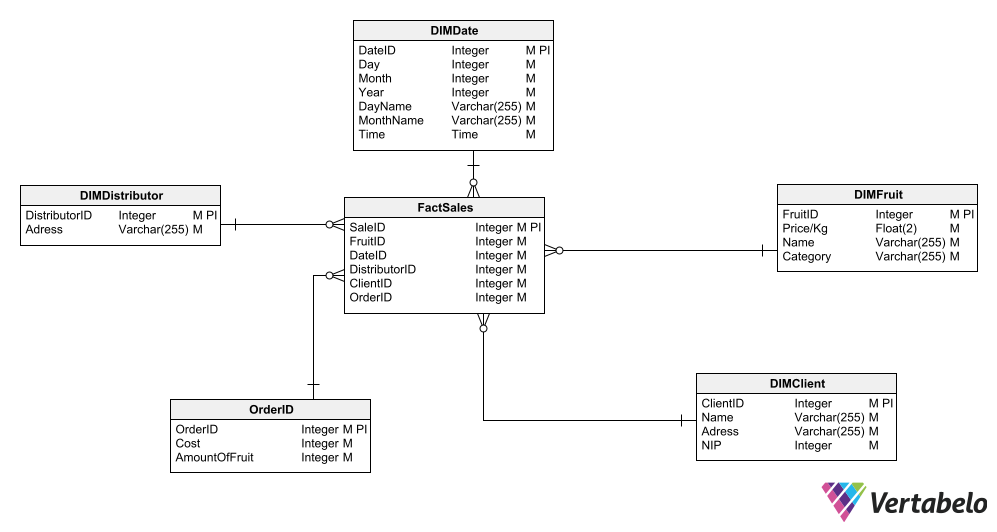 DIMDate
DateID Integer M PI
Day Integer M
Month Integer M
Year Integer M
DayName Varchar(255) M
MonthName Varchar(255) M
Time Time M
DIMDistributor
DistributorID Integer M PI
Adress Varchar(255) M
FactSales
SaleID Integer M PI
FruitID Integer M
DateID Integer M
DistributorID Integer M
ClientID Integer M
OrderID Integer M
DIMFruit
FruitID Integer M PI
Price/Kg Float(2) M
Name Varchar(255) M
Category Varchar(255) M
OrderID
OrderID Integer M PI
Cost Integer M
AmountOfFruit Integer M
DIMClient
ClientID Integer M PI
Name Varchar(255) M
Adress Varchar(255) M
NIP Integer M
Vertabelo